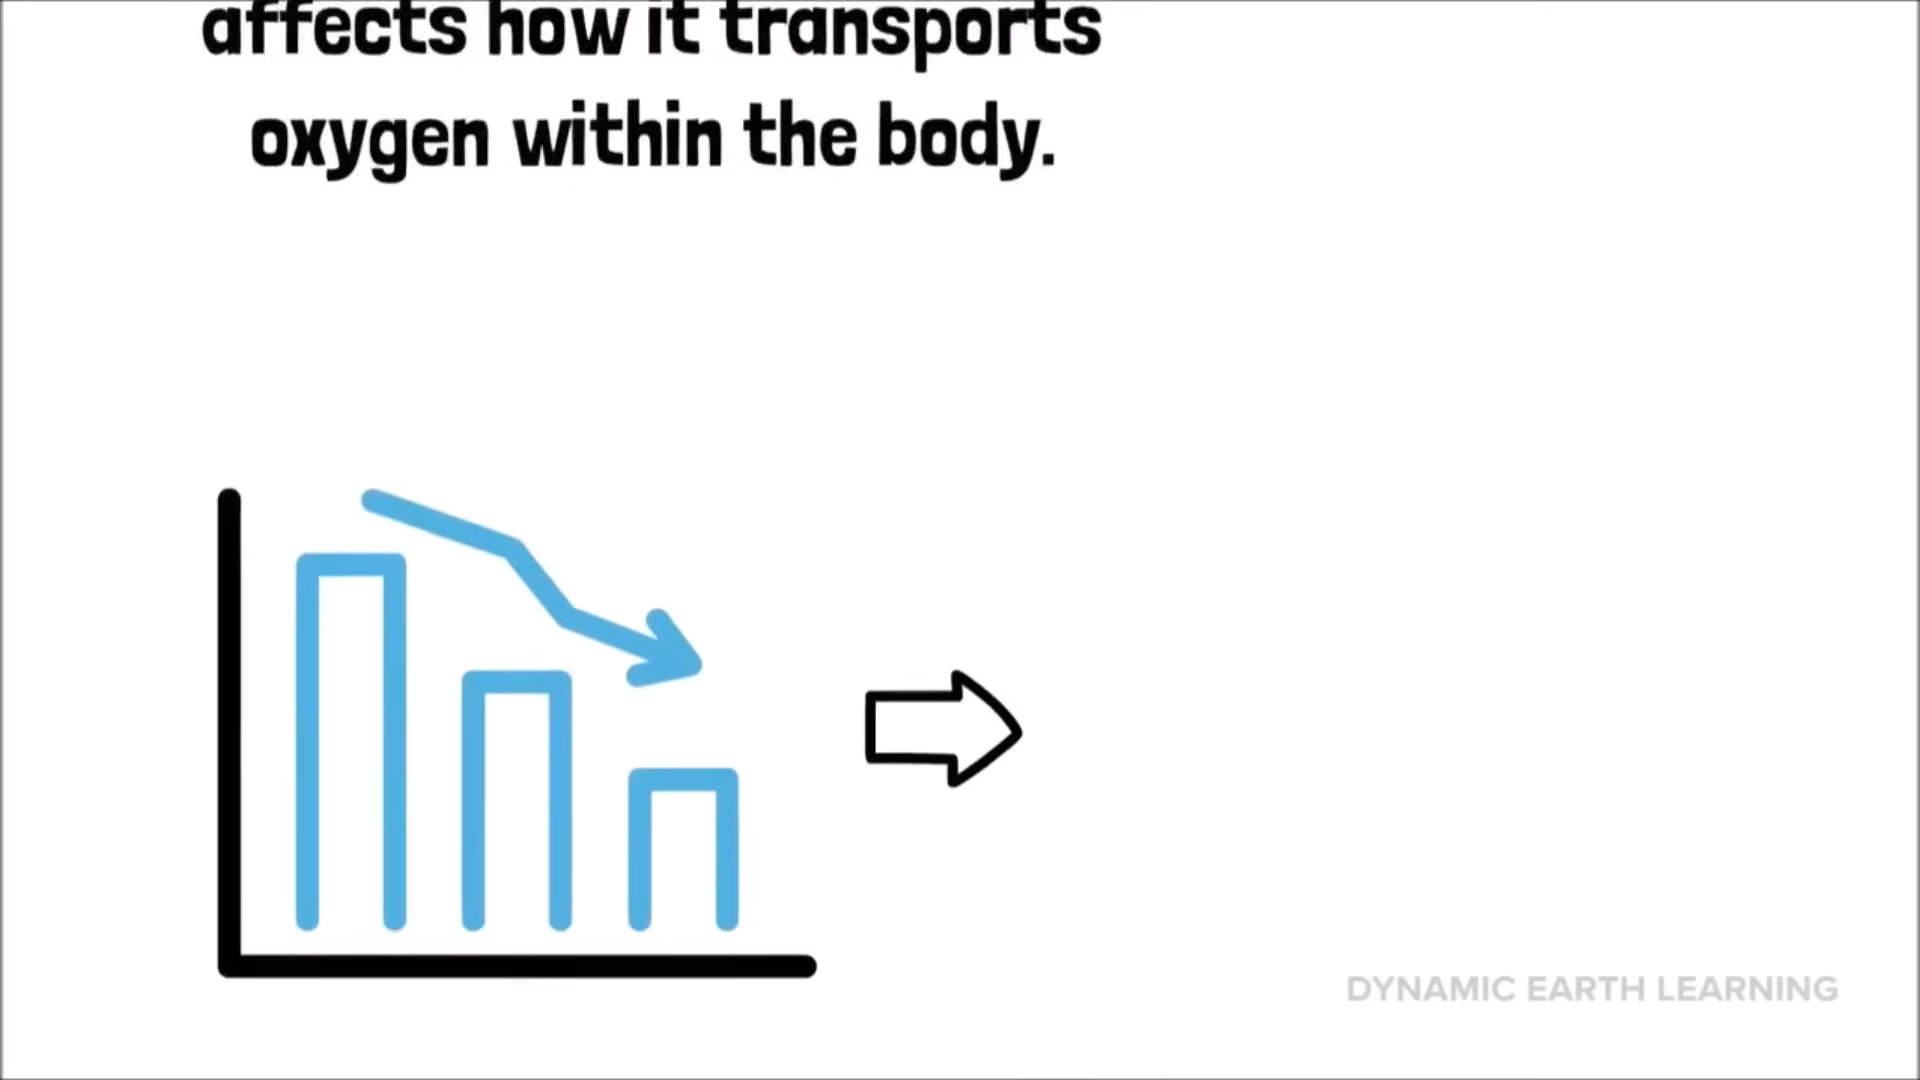 affects how it transports
oxygen within the body.
DYNAMIC EARTH LEARNING